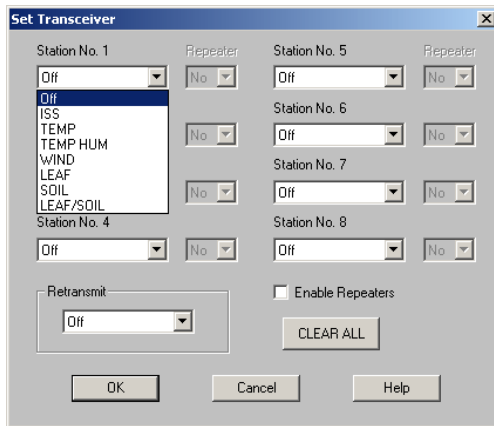 Set Transceiver
Station No. 1 Repeater
Off No
Off
ISS
TEMP
TEMP HUM
WIND
LEAF
SOIL
LEAF/SOIL
No
No
Station No. 4
Off No
Station No. 5 Repeater
Off No
Station No. 6
Off No
Station No. 7
Off No
Station No. 8
Off No
Retransmit
Off
Enable Repeaters
CLEAR ALL
OK Cancel Help